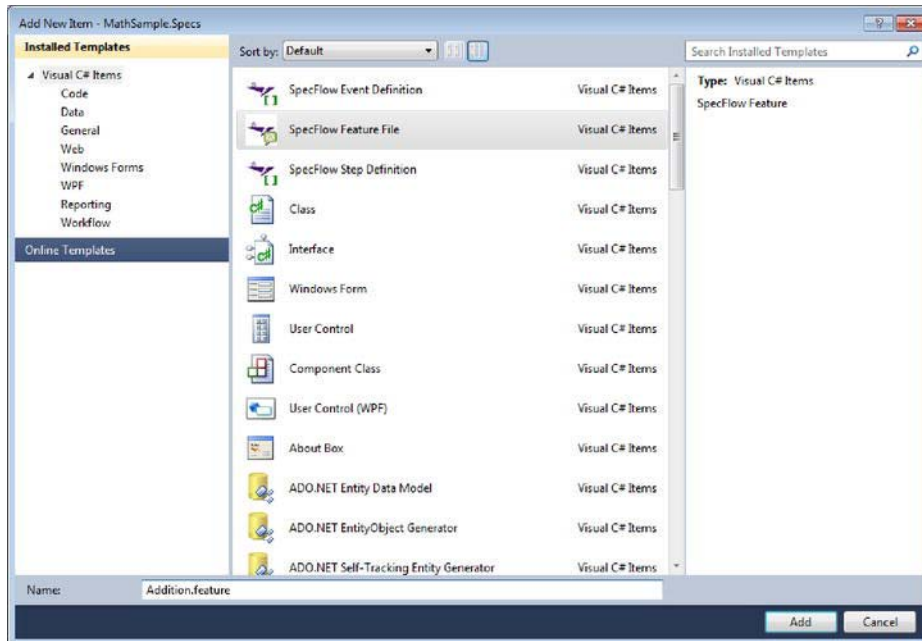 Add New Item - MathSample.Specs
Installed Templates
Visual C# Items
Code
Data
General
Web
Windows Forms
WPF
Reporting
Workflow
Online Templates
Sort by: Default
SpecFlow Event Definition Visual C# Items
SpecFlow Feature File Visual C# Items
SpecFlow Step Definition Visual C# Items
Class Visual C# Items
Interface Visual C# Items
Windows Form Visual C# Items
User Control Visual C# Items
Component Class Visual C# Items
User Control (WPF) Visual C# Items
About Box Visual C# Items
ADO.NET Entity Data Model Visual C# Items
ADO.NET EntityObject Generator Visual C# Items
ADO.NET Self-Tracking Entity Generator Visual C# Items
Search Installed Templates
Type: Visual C# Items
SpecFlow Feature
Name: Addition.feature
Add Cancel